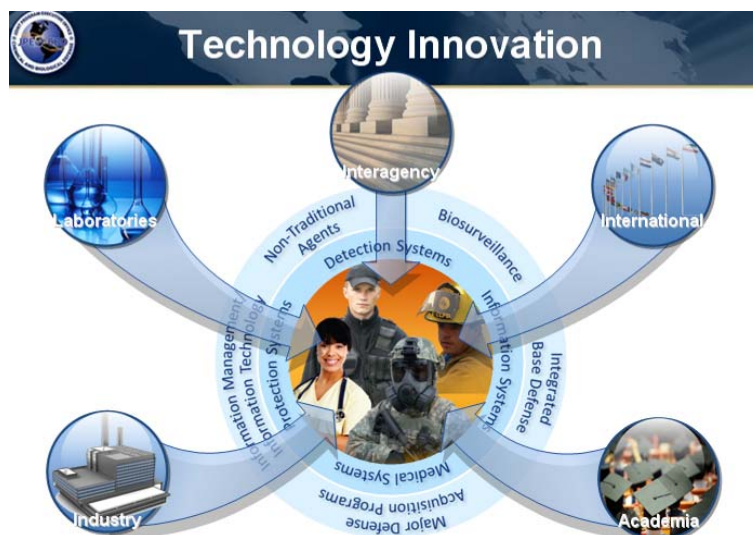 Technology Innovation
Interagency
Laboratories
International
Non-Traditional
Agents
Biosurveillance
Detection Systems
Information Management/
Information Technology
Protection Systems
Information Systems
Integrated
Base Defense
Medical Systems
Major Defense
Acquisition Programs
Industry
Academia